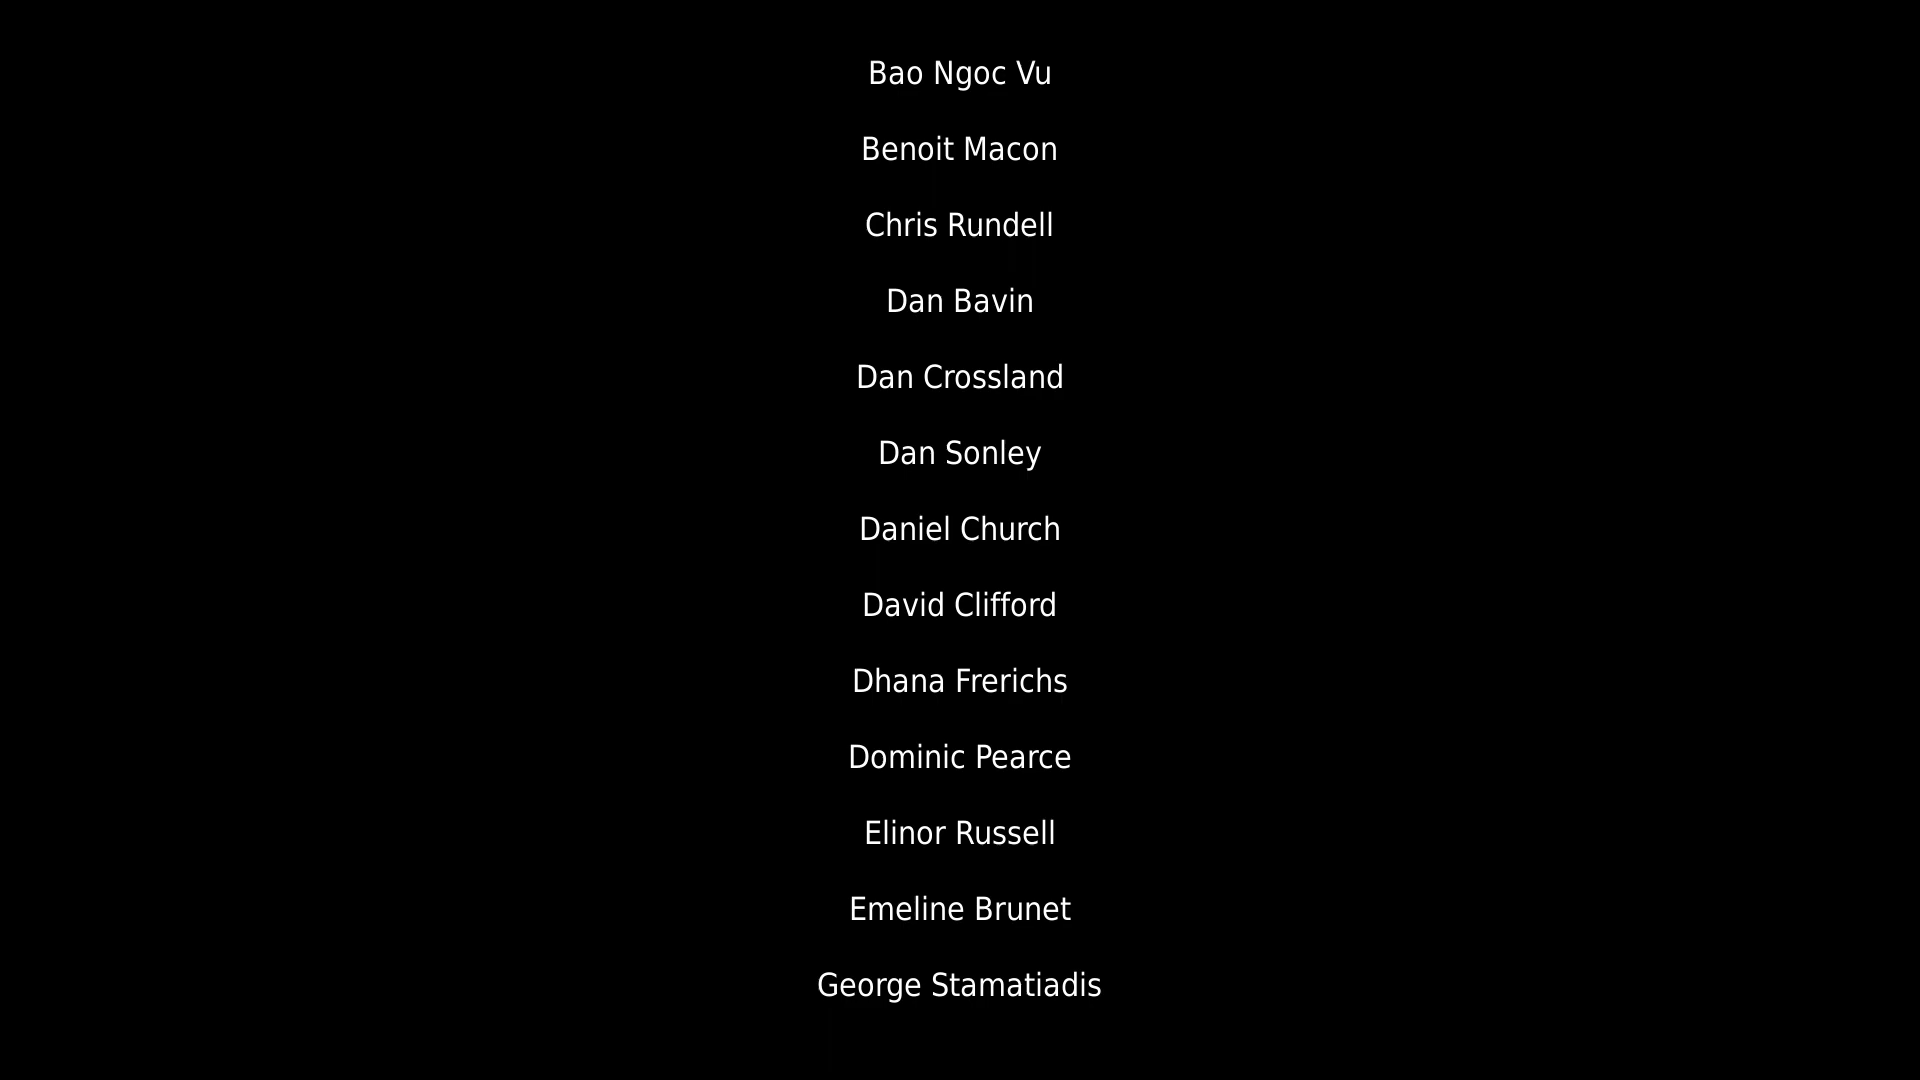 Bao Ngoc Vu
Benoit Macon
Chris Rundell
Dan Bavin
Dan Crossland
Dan Sonley
Daniel Church
David Clifford
Dhana Frerichs
Dominic Pearce
Elinor Russell
Emeline Brunet
George Stamatiadis